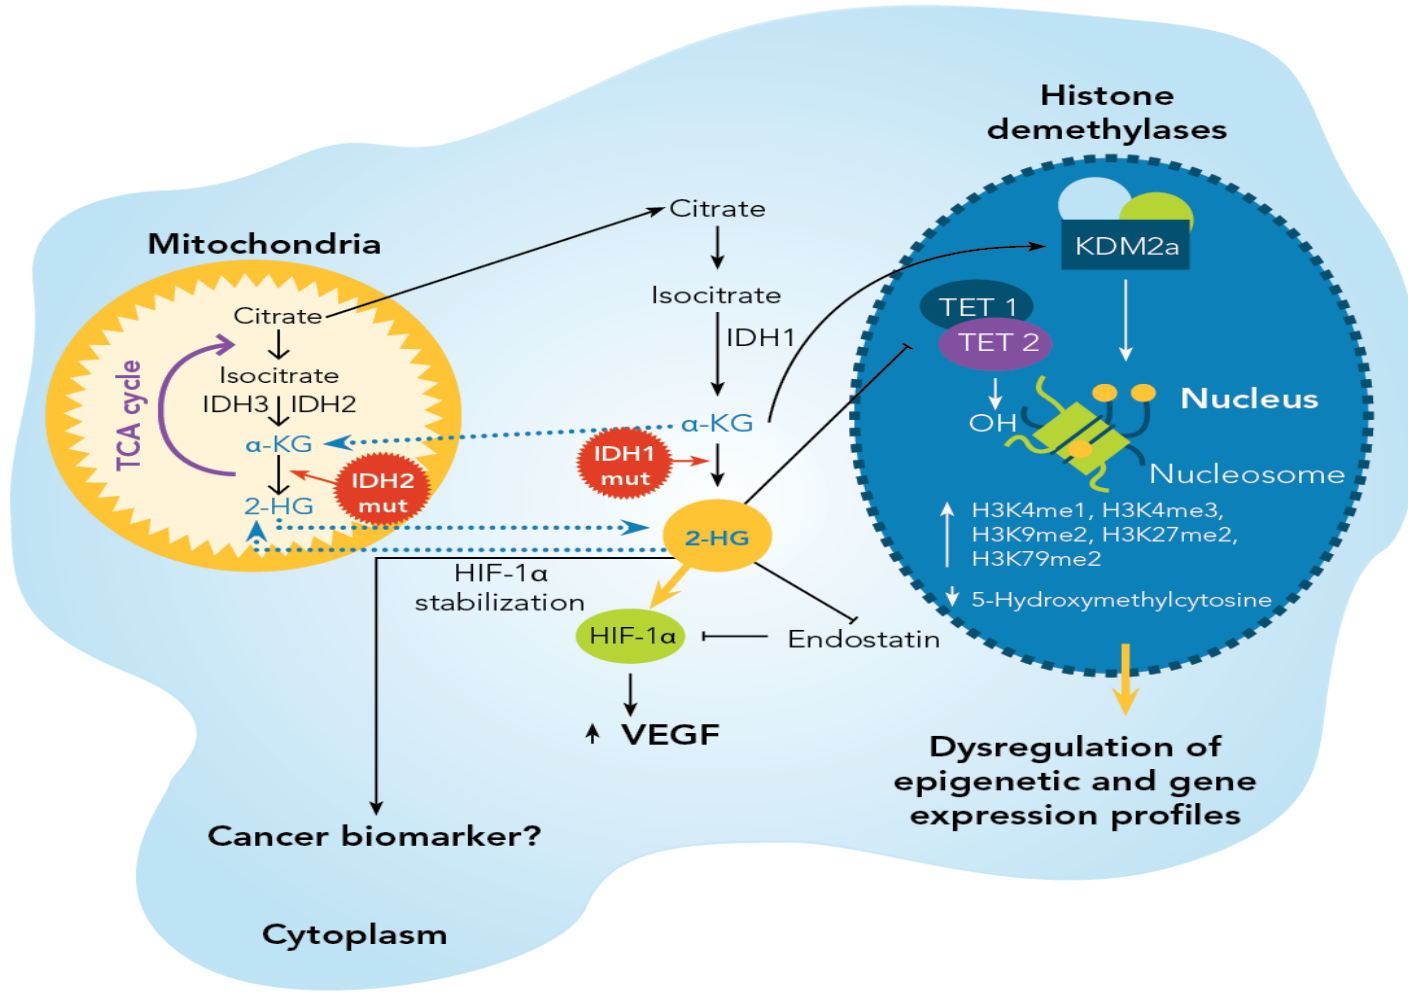 Histone
demethylases
Citrate
KDM2a
Mitochondria
Isocitrate
TET 1
IDH1
TET 2
Citrate
TCA cycle
Isocitrate
IDH3 IDH2
α-KG
α-KG
IDH1
mut
IDH2
mut
2-HG
2-HG
OH
Nucleus
Nucleosome
H3K4me1, H3K4me3,
H3K9me2, H3K27me2,
H3K79me2
5-Hydroxymethylcytosine
HIF-1α
stabilization
HIF-1α
Endostatin
VEGF
Dysregulation of
epigenetic and gene
expression profiles
Cancer biomarker?
Cytoplasm